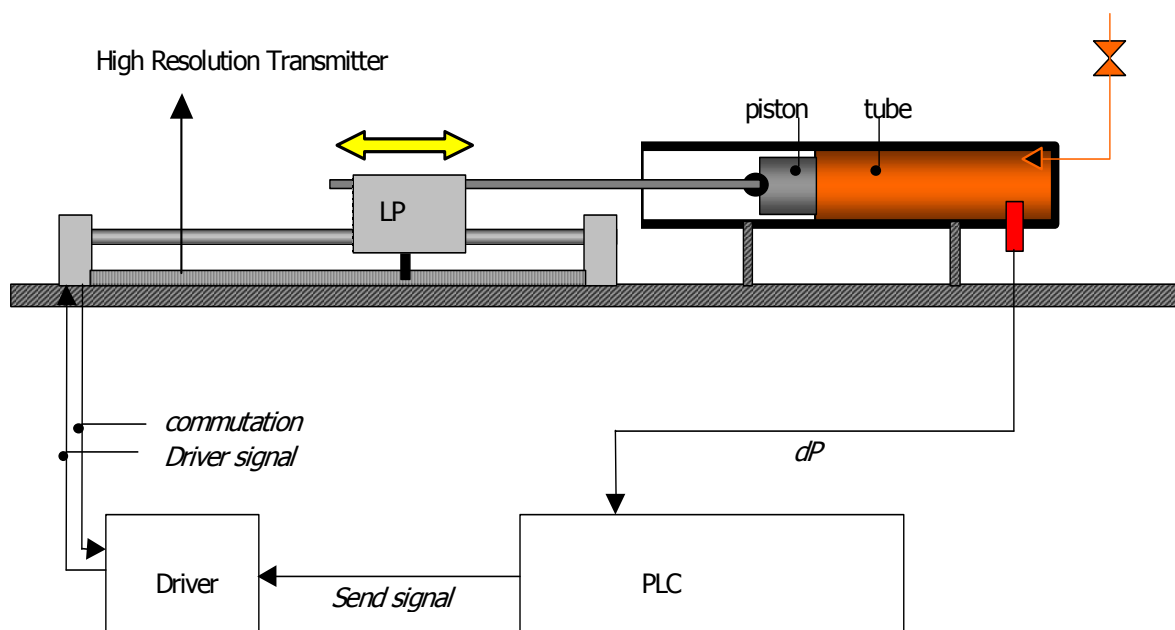 High Resolution Transmitter
piston
tube
LP
commutation
Driver signal
dP
Driver
Send signal
PLC